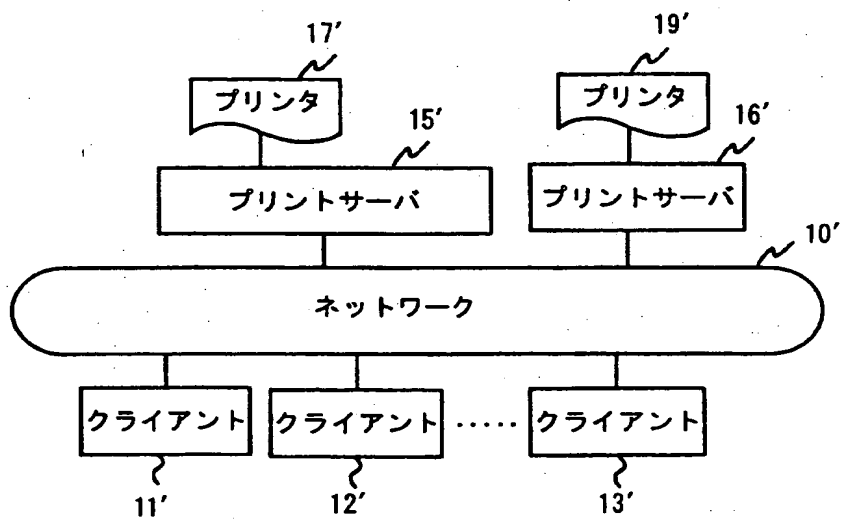 17′ 19′
プリンタ プリンタ
15′ 16′
プリントサーバ プリントサーバ
10′
ネットワーク
クライアント クライアント ..... クライアント
11′ 12′ 13′